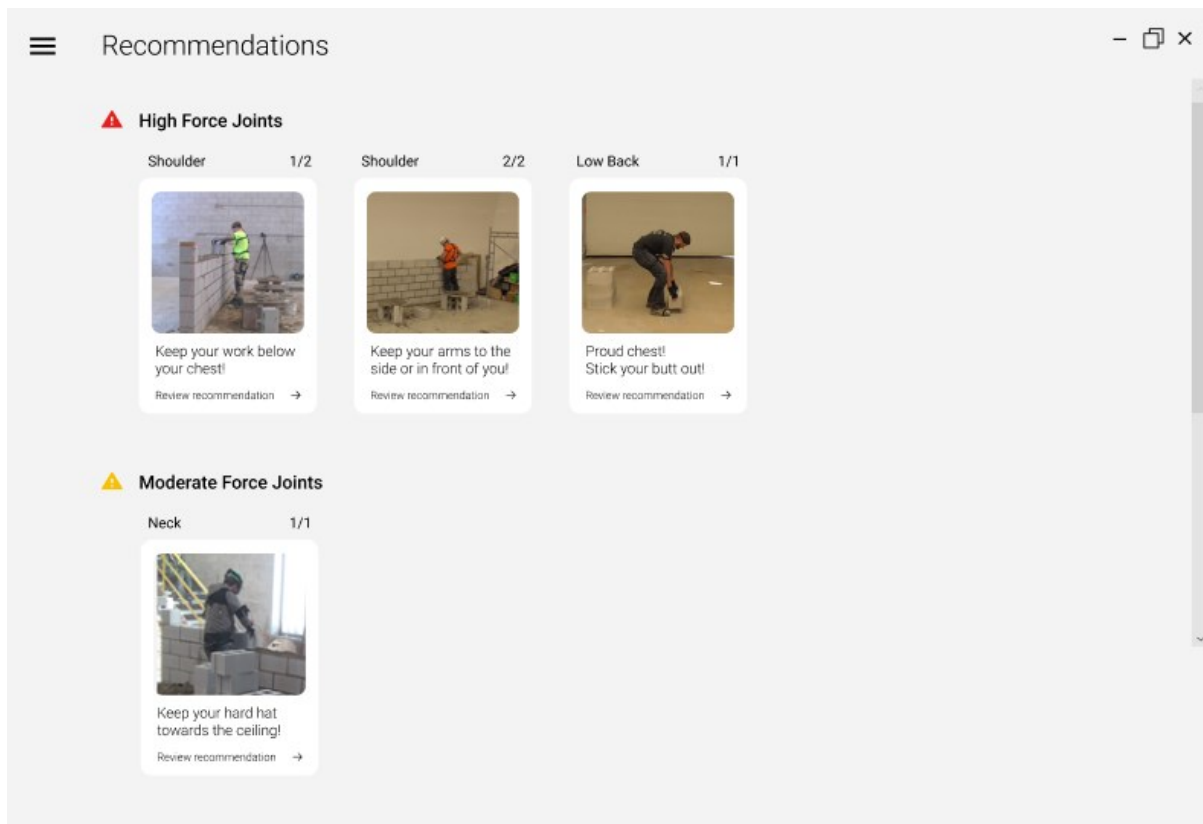 Recommendations
High Force Joints
Shoulder 1/2
Shoulder 2/2
Low Back 1/1
Keep your work below
your chest!
Review recommendation
Keep your arms to the
side or in front of you!
Review recommendation
Proud chest!
Stick your butt out!
Review recommendation
Moderate Force Joints
Neck 1/1
Keep your hard hat
towards the ceiling!
Review recommendation